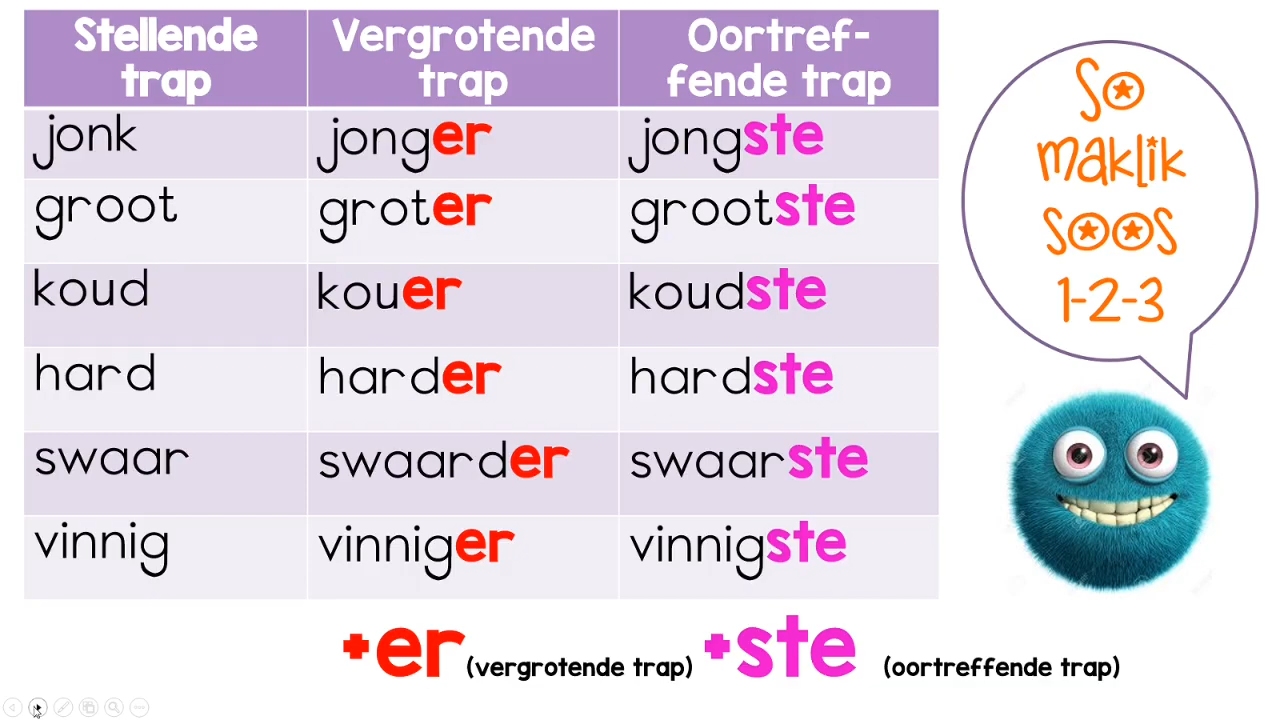 Stellende trap
Vergrotende trap
Oortref-
fende trap
jonk jonger jongste
groot groter grootste
koud kouer koudste
hard harder hardste
swaar swaarder swaarste
vinnig vinniger vinnigste
+er (vergrotende trap) +ste (oortreffende trap)
So
maklik
soos
1-2-3